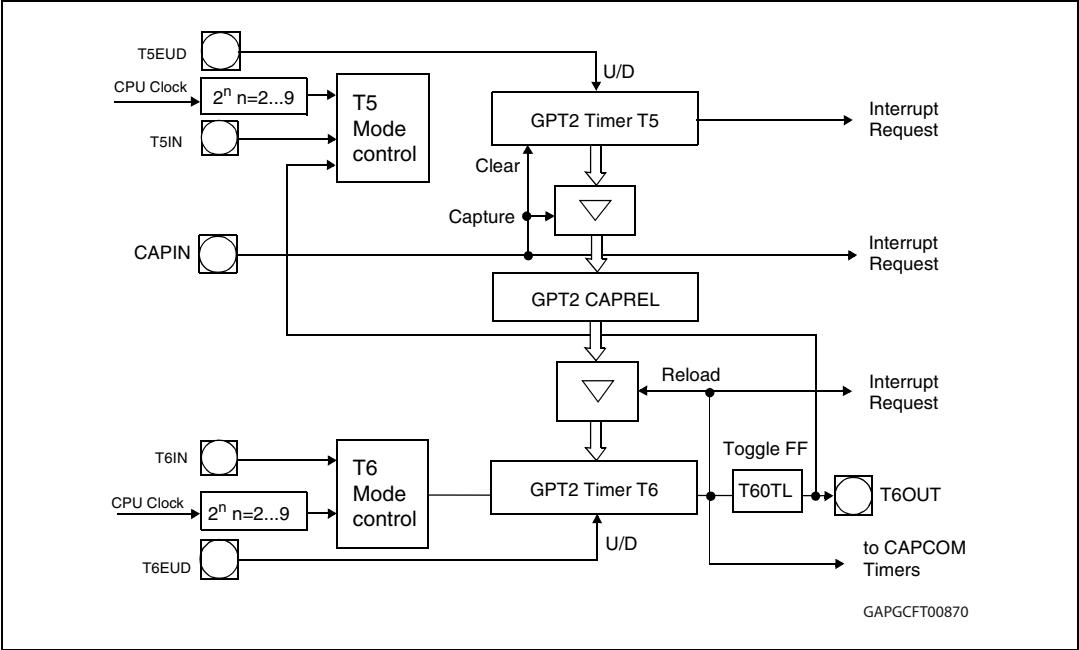 T5EUD
U/D
CPU Clock
2n n=2...9
T5
Mode
control
T5IN
GPT2 Timer T5
Interrupt
Request
Clear
Capture
CAPIN
Interrupt
Request
GPT2 CAPREL
Reload
Interrupt
Request
Toggle FF
T6IN
T6
Mode
control
GPT2 Timer T6
T60TL
T6OUT
CPU Clock
2n n=2...9
U/D
T6EUD
to CAPCOM
Timers
GAPGCFT00870